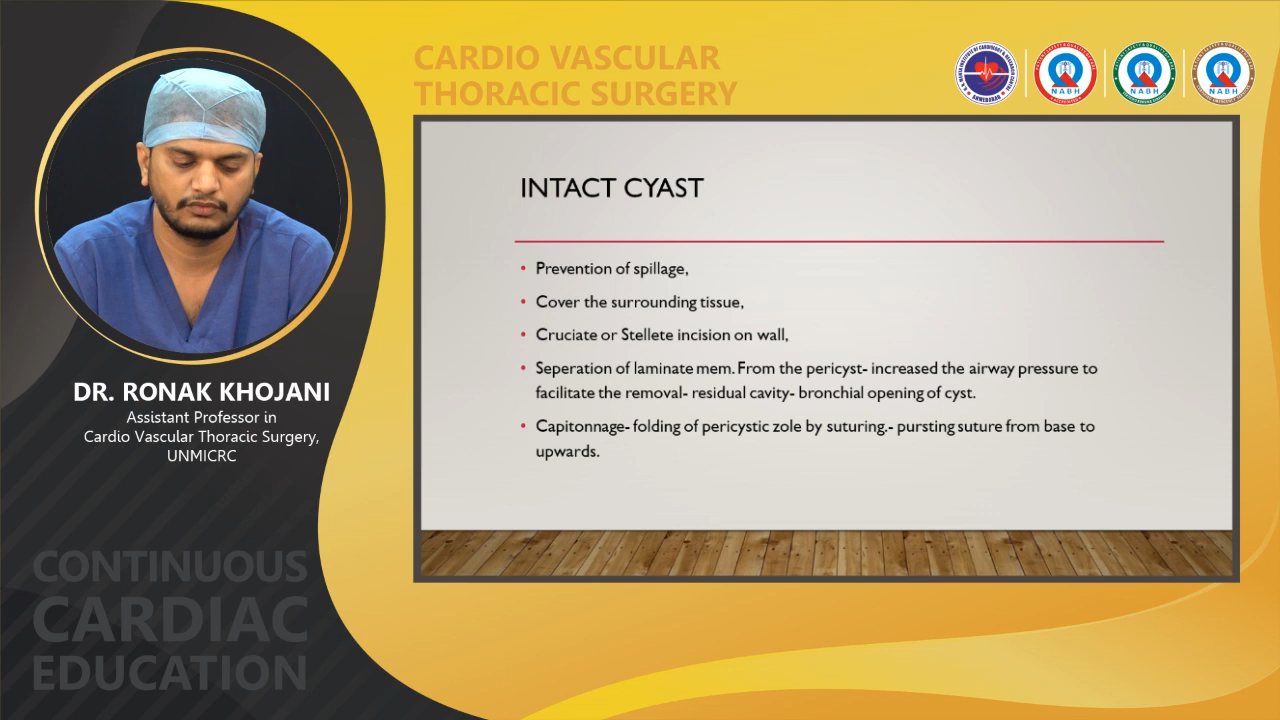 CARDIO VASCULAR
THORACIC SURGERY
NABH
NABH
NABH
INTACT CYAST
• Prevention of spillage,
• Cover the surrounding tissue,
• Cruciate or Stellete incision on wall,
• Seperation of laminate mem. From the pericyst- increased the airway pressure to
facilitate the removal- residual cavity- bronchial opening of cyst.
• Capitonnage- folding of pericystic zole by suturing.- pursting suture from base to
upwards.
DR. RONAK KHOJANI
Assistant Professor in
Cardio Vascular Thoracic Surgery,
UNMICRC
CONTINUOUS
CARDIAC
EDUCATION